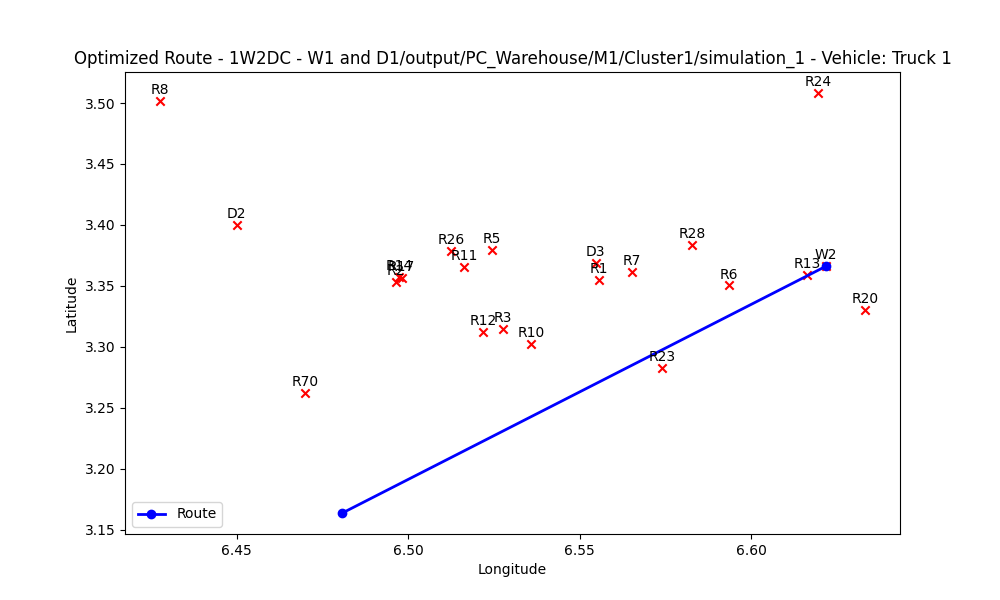 Optimized Route - 1W2DC - W1 and D1/output/PC_Warehouse/M1/Cluster1/simulation_1 - Vehicle: Truck 1
R8
R24
D2
R26
R5
R28
R11
D3
W2
R7
R13
R1
R6
R20
R12
R3
R10
R23
R70
Route
3.50
3.45
3.40
3.35
3.30
3.25
3.20
3.15
Latitude
6.45
6.50
6.55
6.60
Longitude